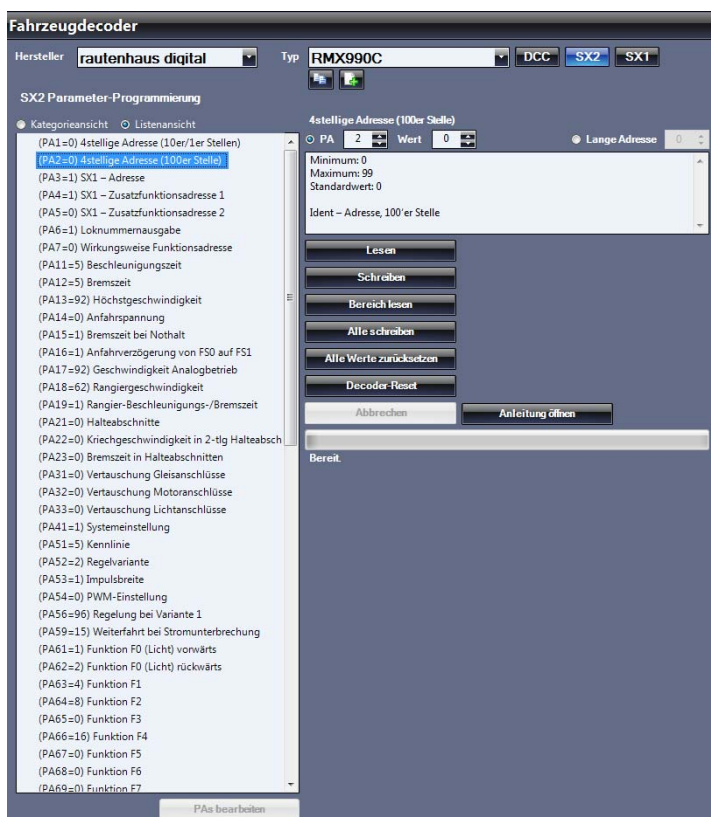 Fahrzeugdecoder
Hersteller rautenhaus digital Typ RMX990C DCC SX2 SX1
SX2 Parameter-Programmierung
Kategorieansicht Listenansicht
(PA1=0) 4stellige Adresse (10er/1er Stellen)
(PA2=0) 4stellige Adresse (100er Stelle)
(PA3=1) SX1 – Adresse
(PA4=1) SX1 – Zusatzfunktionsadresse 1
(PA5=0) SX1 – Zusatzfunktionsadresse 2
(PA6=1) Loknummernausgabe
(PA7=0) Wirkungsweise Funktionsadresse
(PA11=5) Beschleunigungszeit
(PA12=5) Bremszeit
(PA13=92) Höchstgeschwindigkeit
(PA14=0) Anfahrspannung
(PA15=1) Bremszeit bei Nothalt
(PA16=1) Anfahrverzögerung von FS0 auf FS1
(PA17=92) Geschwindigkeit Analogbetrieb
(PA18=62) Rangiergeschwindigkeit
(PA19=1) Rangier-Beschleunigungs-/Bremszeit
(PA21=0) Halteabschnitte
(PA22=0) Kriechgeschwindigkeit in 2-tlg Halteabsch
(PA23=0) Bremszeit in Halteabschnitten
(PA31=0) Vertauschung Gleisanschlüsse
(PA32=0) Vertauschung Motoranschlüsse
(PA33=0) Vertauschung Lichtanschlüsse
(PA41=1) Systemeinstellung
(PA51=5) Kennlinie
(PA52=2) Regelvariante
(PA53=1) Impulsbreite
(PA54=0) PWM-Einstellung
(PA56=96) Regelung bei Variante 1
(PA59=15) Weiterfahrt bei Stromunterbrechung
(PA61=1) Funktion F0 (Licht) vorwärts
(PA62=2) Funktion F0 (Licht) rückwärts
(PA63=4) Funktion F1
(PA64=8) Funktion F2
(PA65=0) Funktion F3
(PA66=16) Funktion F4
(PA67=0) Funktion F5
(PA68=0) Funktion F6
(PA69=0) Funktion F7
PAs bearbeiten
4stellige Adresse (100er Stelle)
PA 2 Wert 0 Lange Adresse 0
Minimum: 0
Maximum: 99
Standardwert: 0
Ident – Adresse, 100'er Stelle
Lesen
Schreiben
Bereich lesen
Alle schreiben
Alle Werte zurücksetzen
Decoder-Reset
Abbrechen Anleitung öffnen
Bereit.